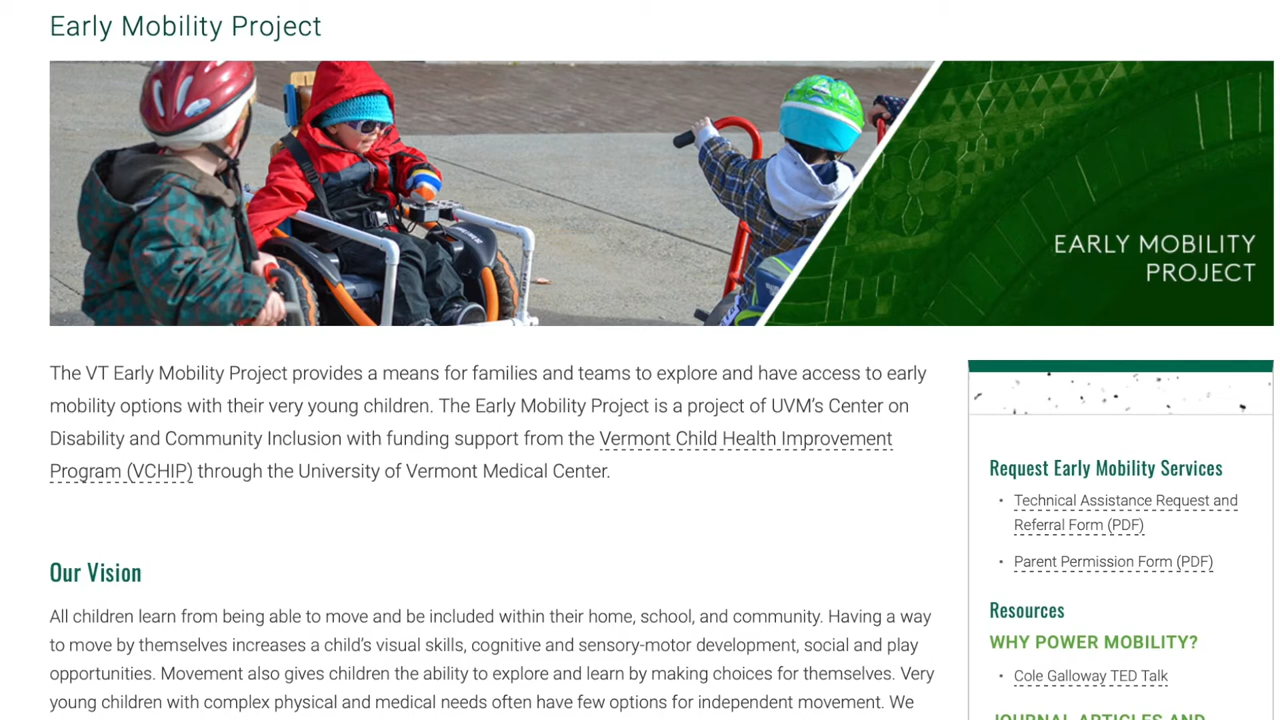 Early Mobility Project
EARLY MOBILITY
PROJECT
The VT Early Mobility Project provides a means for families and teams to explore and have access to early
mobility options with their very young children. The Early Mobility Project is a project of UVM's Center on
Disability and Community Inclusion with funding support from the Vermont Child Health Improvement
Program (VCHIP) through the University of Vermont Medical Center.
Our Vision
All children learn from being able to move and be included within their home, school, and community. Having a way
to move by themselves increases a child's visual skills, cognitive and sensory-motor development, social and play
opportunities. Movement also gives children the ability to explore and learn by making choices for themselves. Very
young children with complex physical and medical needs often have few options for independent movement. We
Request Early Mobility Services
• Technical Assistance Request and
Referral Form (PDF)
• Parent Permission Form (PDF)
Resources
WHY POWER MOBILITY?
• Cole Galloway TED Talk
JOURNAL ARTICLES AND